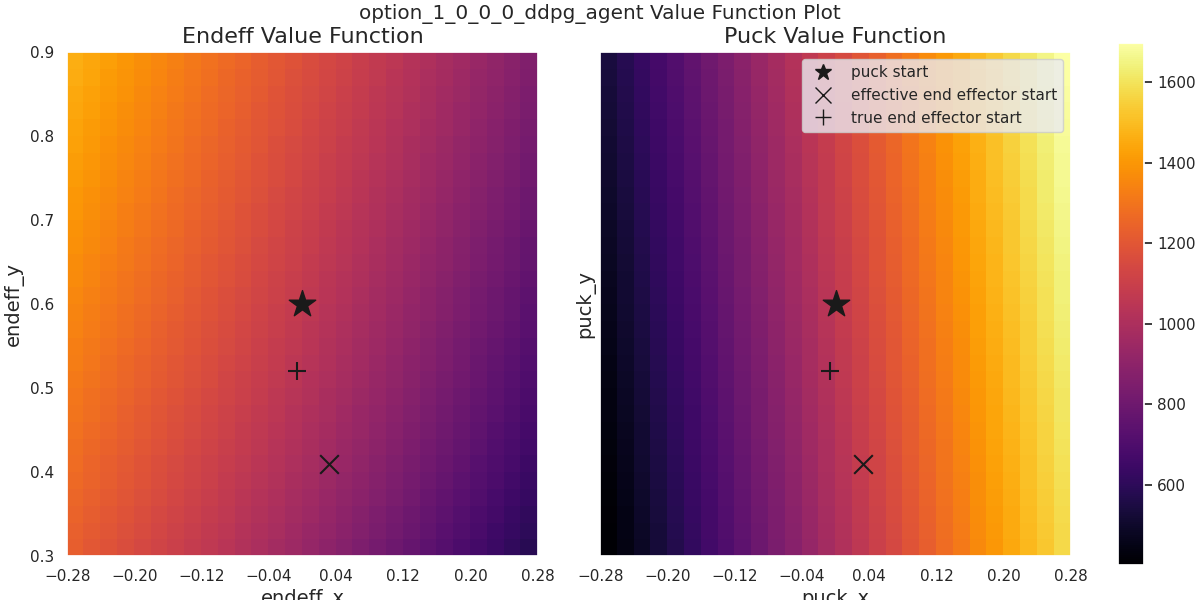 option_1_0_0_0_ddpg_agent Value Function Plot
Endeff Value Function
Puck Value Function
puck start
effective end effector start
true end effector start
endeff_y
0.9
0.8
0.7
0.6
0.5
0.4
0.3
−0.28 −0.20 −0.12 −0.04 0.04 0.12 0.20 0.28
endeff_x
puck_y
−0.28 −0.20 −0.12 −0.04 0.04 0.12 0.20 0.28
puck_x
1600
1400
1200
1000
800
600